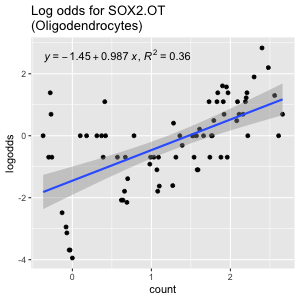 Log odds for SOX2.OT
(Oligodendrocytes)
y = −1.45 + 0.987 x, R² = 0.36
2
0
-2
-4
logodds
0 1 2
count